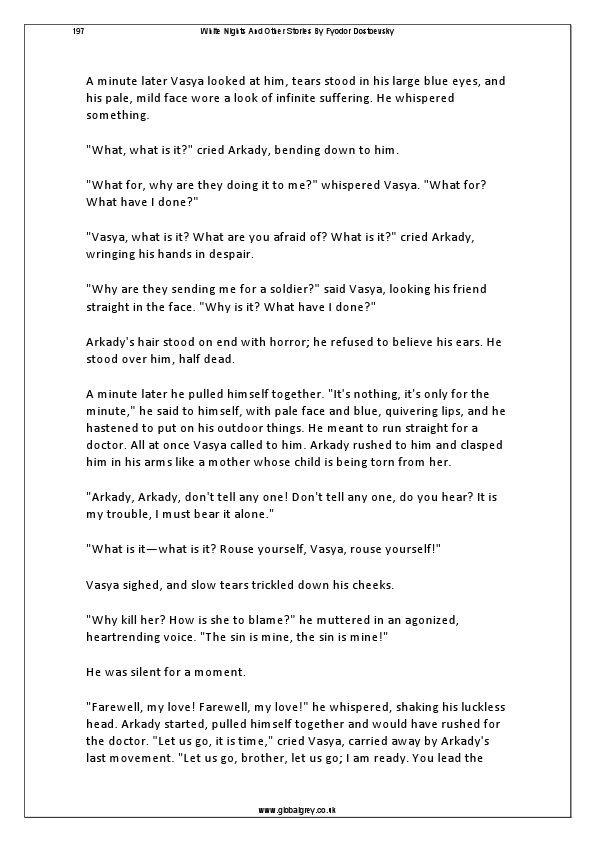 197 White Nights And Other Stories By Fyodor Dostoevsky
A minute later Vasya looked at him, tears stood in his large blue eyes, and
his pale, mild face wore a look of infinite suffering. He whispered
something.
"What, what is it?" cried Arkady, bending down to him.
"What for, why are they doing it to me?" whispered Vasya. "What for?
What have I done?"
"Vasya, what is it? What are you afraid of? What is it?" cried Arkady,
wringing his hands in despair.
"Why are they sending me for a soldier?" said Vasya, looking his friend
straight in the face. "Why is it? What have I done?"
Arkady's hair stood on end with horror; he refused to believe his ears. He
stood over him, half dead.
A minute later he pulled himself together. "It's nothing, it's only for the
minute," he said to himself, with pale face and blue, quivering lips, and he
hastened to put on his outdoor things. He meant to run straight for a
doctor. All at once Vasya called to him. Arkady rushed to him and clasped
him in his arms like a mother whose child is being torn from her.
"Arkady, Arkady, don't tell any one! Don't tell any one, do you hear? It is
my trouble, I must bear it alone."
"What is it—what is it? Rouse yourself, Vasya, rouse yourself!"
Vasya sighed, and slow tears trickled down his cheeks.
"Why kill her? How is she to blame?" he muttered in an agonized,
heartrending voice. "The sin is mine, the sin is mine!"
He was silent for a moment.
"Farewell, my love! Farewell, my love!" he whispered, shaking his luckless
head. Arkady started, pulled himself together and would have rushed for
the doctor. "Let us go, it is time," cried Vasya, carried away by Arkady's
last movement. "Let us go, brother, let us go; I am ready. You lead the
www.globalgrey.co.uk